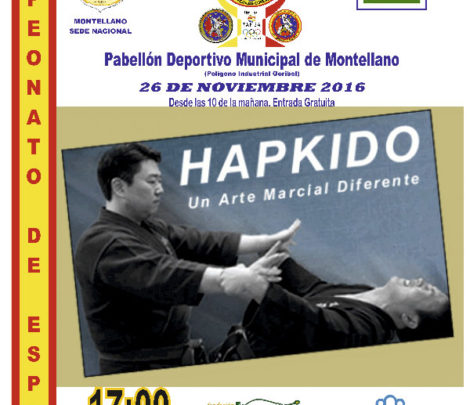 MONTELLANO
SEDE NACIONAL
Pabellón Deportivo Municipal de Montellano
(Polígono Industrial Geribel)
26 DE NOVIEMBRE 2016
Desde las 10 de la mañana. Entrada Gratuita
HAPKIDO
Un Arte Marcial Diferente
PEONATO DE ESP
17:00